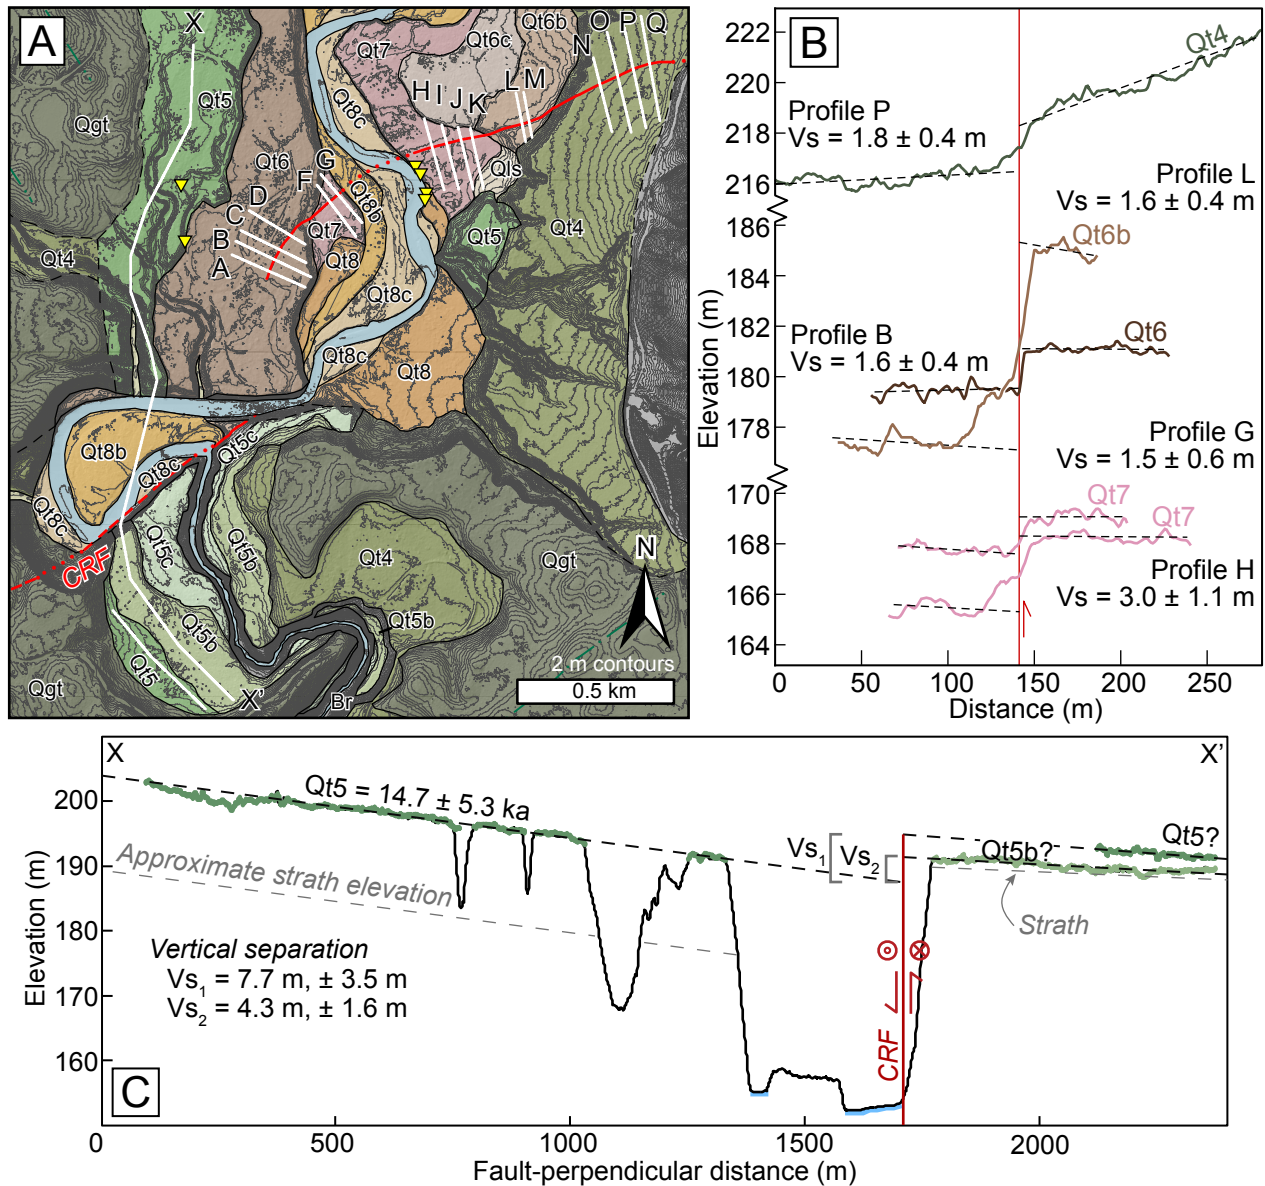 A
X
Qt5
Qgt
Qt4
Qt6
D
C
B
A
G
F
Qt7
Qt8c
Qt8b
Qt7
Qt8
Qt8c
Qt8c
Qt8
Qt6c
Qt6b
H
I
J
K
L
M
N
O
P
Q
Qls
Qt5
Qt4
Qt8b
Qt8c
Qt8c
Qt5c
CRF
Qt5c
Qt5b
Qt4
Qgt
Qt5b
Qt5b
Qt5
Qgt
X'
Br
N
2 m contours
0.5 km
B
Elevation (m)
222
220
218
216
186
184
182
180
178
170
168
166
164
Qt4
Profile P
Vs = 1.8 ± 0.4 m
Profile L
Vs = 1.6 ± 0.4 m
Qt6b
Profile B
Vs = 1.6 ± 0.4 m
Qt6
Profile G
Vs = 1.5 ± 0.6 m
Qt7
Qt7
Profile H
Vs = 3.0 ± 1.1 m
0
50
100
150
200
250
Distance (m)
C
X
X'
Elevation (m)
200
190
180
170
160
Qt5 = 14.7 ± 5.3 ka
Approximate strath elevation
Vertical separation
Vs1 = 7.7 m, ± 3.5 m
Vs2 = 4.3 m, ± 1.6 m
Vs1
Vs2
Qt5b?
Qt5?
Strath
CRF
0
500
1000
1500
2000
Fault-perpendicular distance (m)